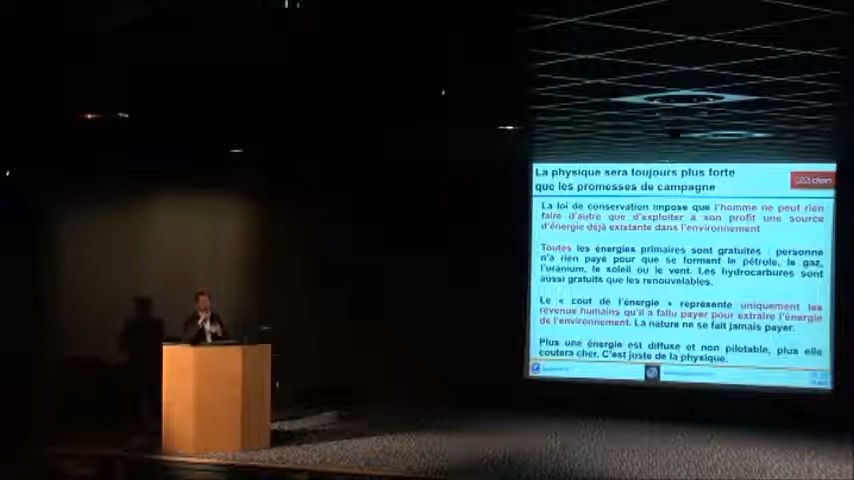 La physique sera toujours plus forte
que les promesses de campagne
La loi de conservation impose que l'homme ne peut rien
faire d'autre que d'exploiter à son profit une source
d'énergie déjà existante dans l'environnement
Toutes les énergies primaires sont gratuites : personne
n'a rien payé pour que se forment le pétrole, le gaz,
l'uranium, le soleil ou le vent. Les hydrocarbures sont
aussi gratuits que les renouvelables.
Le « coût de l'énergie » représente uniquement les
revenus humains qu'il a fallu payer pour extraire l'énergie
de l'environnement. La nature ne se fait jamais payer.
Plus une énergie est diffuse et non pilotable, plus elle
coutera cher. C'est juste de la physique.